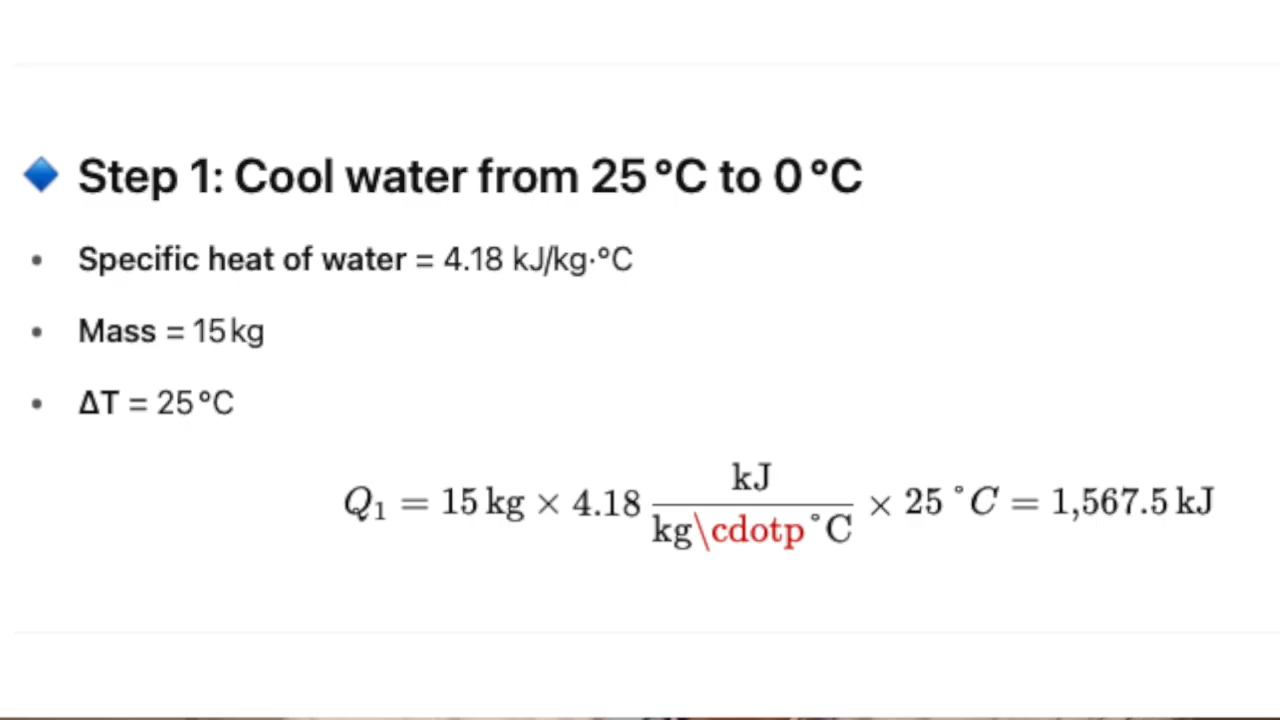 Step 1: Cool water from 25 °C to 0 °C
• Specific heat of water = 4.18 kJ/kg·°C
• Mass = 15 kg
• ΔT = 25 °C
Q₁ = 15 kg × 4.18 kJ/kg\cdotp°C × 25 °C = 1,567.5 kJ